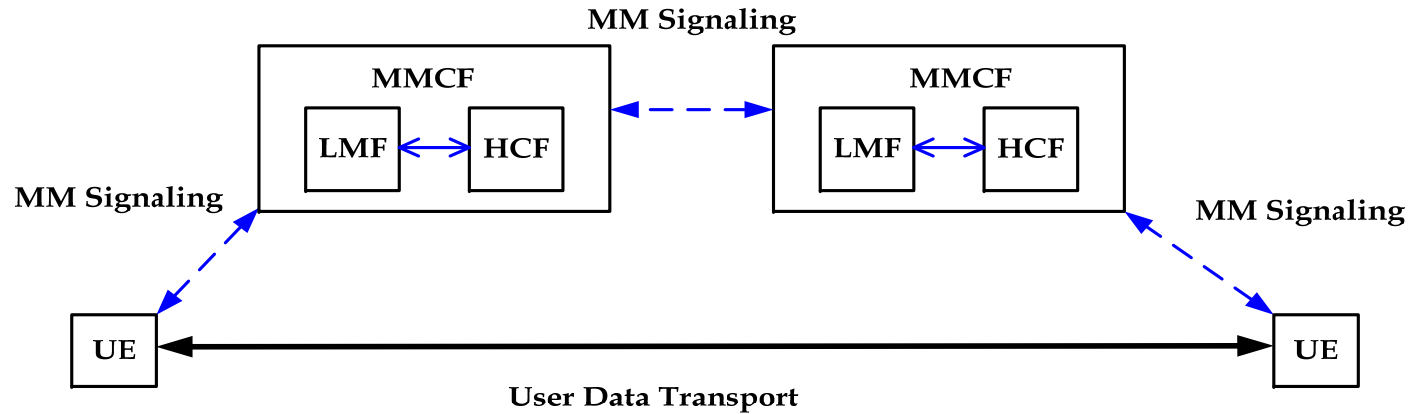 MM Signaling
MMCF
MMCF
LMF
HCF
LMF
HCF
MM Signaling
MM Signaling
UE
UE
User Data Transport